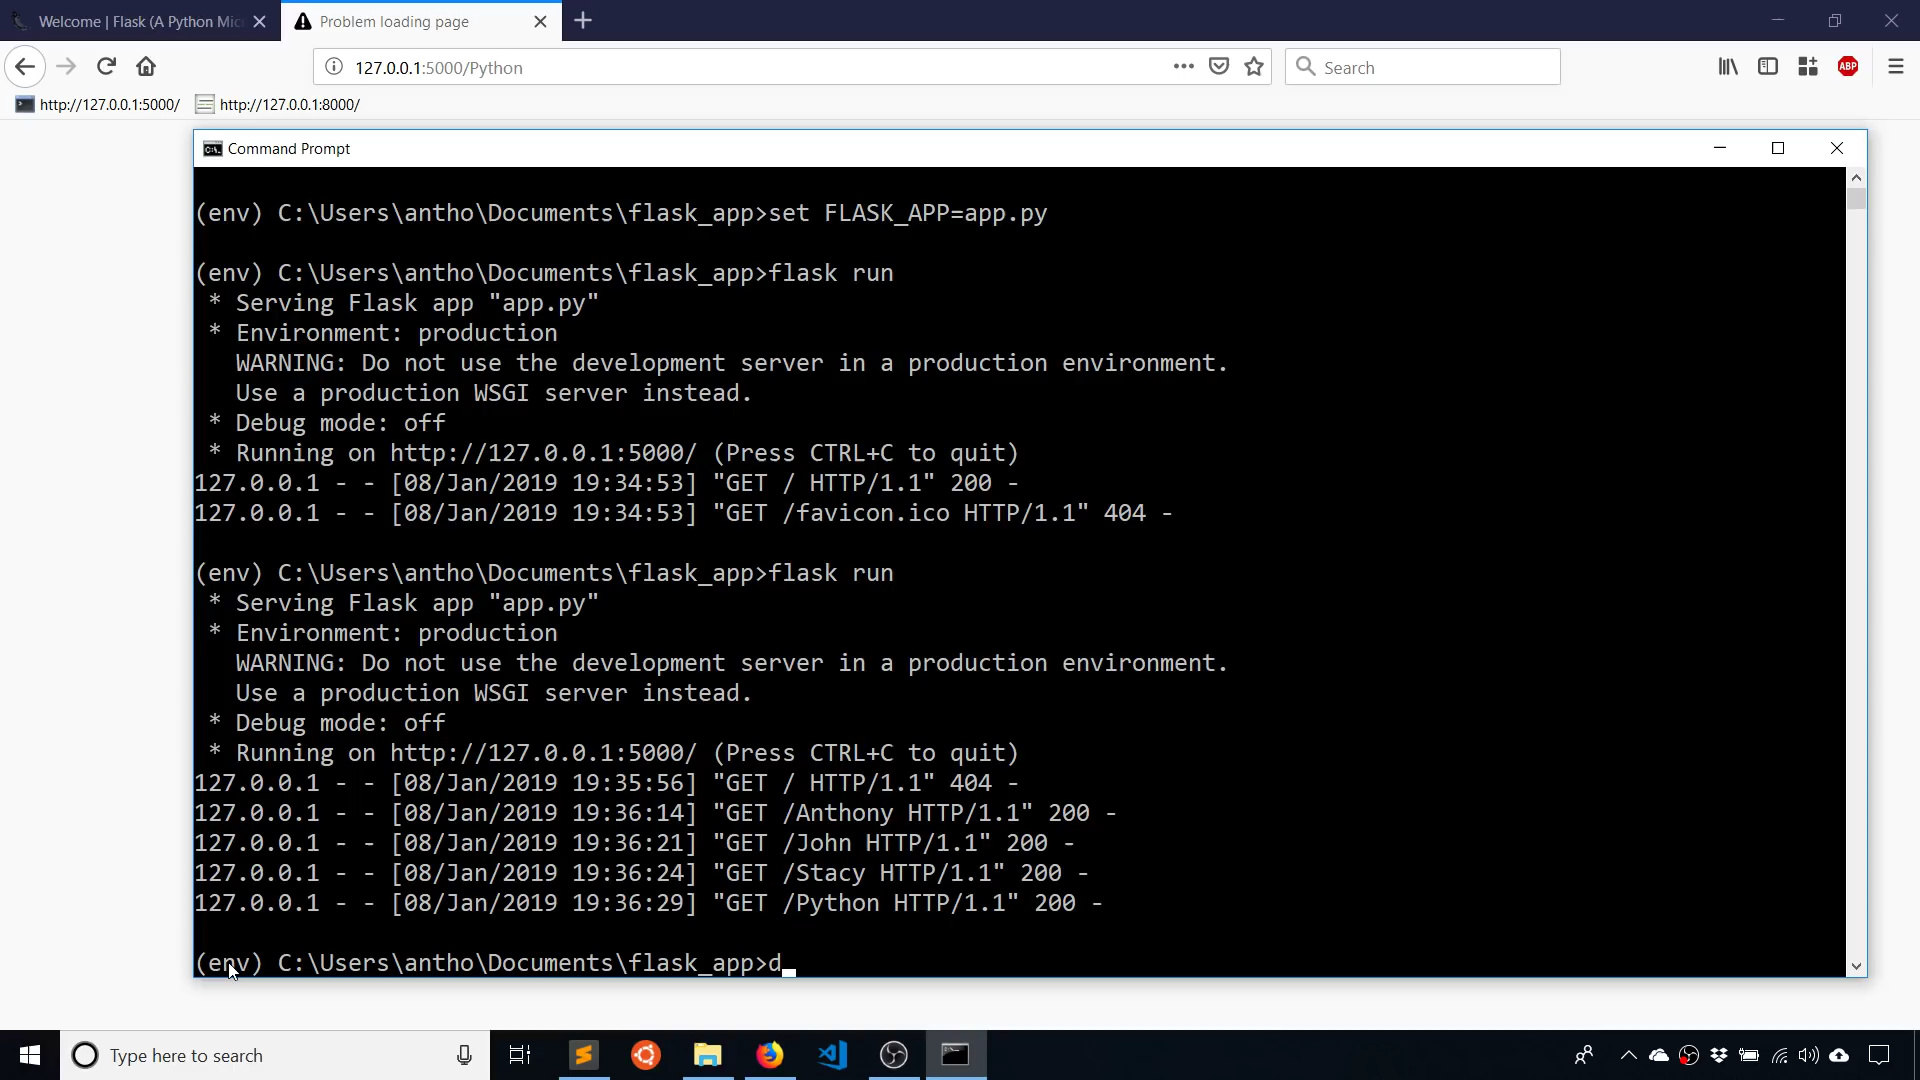 Welcome | Flask (A Python Mic
Problem loading page
127.0.0.1:5000/Python
Search
ABP
http://127.0.0.1:5000/
http://127.0.0.1:8000/
Command Prompt
(env) C:\Users\antho\Documents\flask_app>set FLASK_APP=app.py
(env) C:\Users\antho\Documents\flask_app>flask run
* Serving Flask app "app.py"
* Environment: production
WARNING: Do not use the development server in a production environment.
Use a production WSGI server instead.
* Debug mode: off
* Running on http://127.0.0.1:5000/ (Press CTRL+C to quit)
127.0.0.1 - - [08/Jan/2019 19:34:53] "GET / HTTP/1.1" 200 -
127.0.0.1 - - [08/Jan/2019 19:34:53] "GET /favicon.ico HTTP/1.1" 404 -
(env) C:\Users\antho\Documents\flask_app>flask run
* Serving Flask app "app.py"
* Environment: production
WARNING: Do not use the development server in a production environment.
Use a production WSGI server instead.
* Debug mode: off
* Running on http://127.0.0.1:5000/ (Press CTRL+C to quit)
127.0.0.1 - - [08/Jan/2019 19:35:56] "GET / HTTP/1.1" 404 -
127.0.0.1 - - [08/Jan/2019 19:36:14] "GET /Anthony HTTP/1.1" 200 -
127.0.0.1 - - [08/Jan/2019 19:36:21] "GET /John HTTP/1.1" 200 -
127.0.0.1 - - [08/Jan/2019 19:36:24] "GET /Stacy HTTP/1.1" 200 -
127.0.0.1 - - [08/Jan/2019 19:36:29] "GET /Python HTTP/1.1" 200 -
(env) C:\Users\antho\Documents\flask_app>d
Type here to search